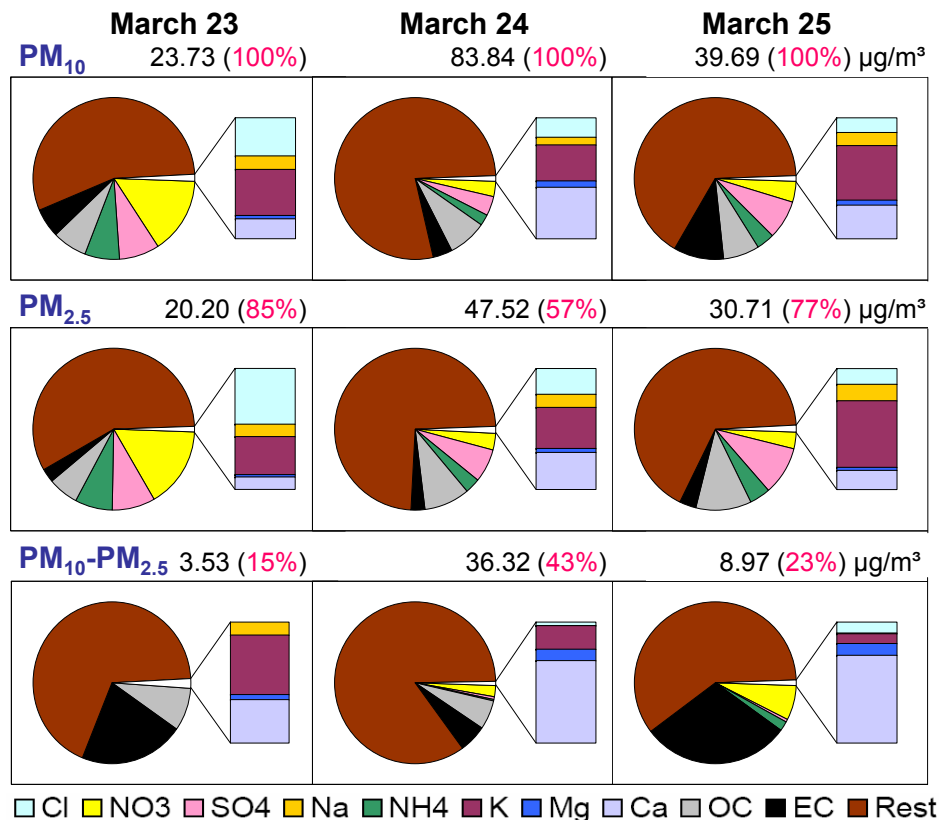 March 23 March 24 March 25
PM10 23.73 (100%) 83.84 (100%) 39.69 (100%) µg/m³
PM2.5 20.20 (85%) 47.52 (57%) 30.71 (77%) µg/m³
PM10-PM2.5 3.53 (15%) 36.32 (43%) 8.97 (23%) µg/m³
Cl NO3 SO4 Na NH4 K Mg Ca OC EC Rest